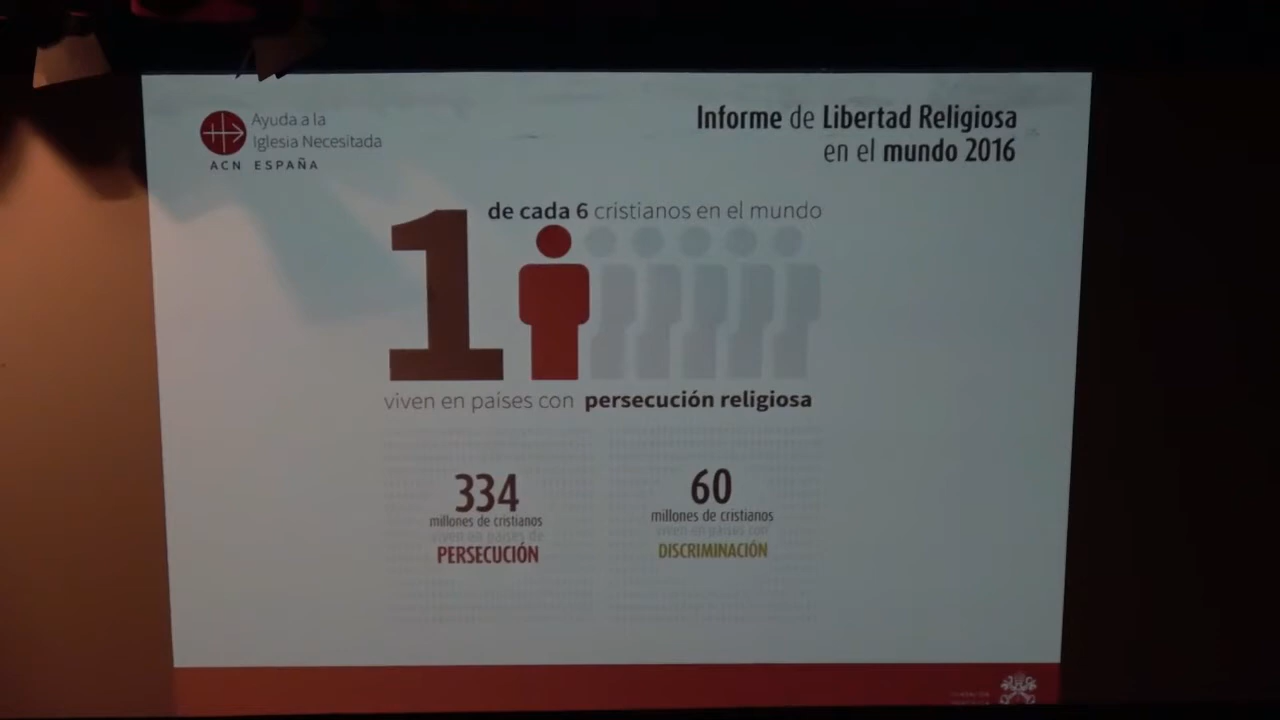 Ayuda a la
Iglesia Necesitada
ACN ESPAÑA
Informe de Libertad Religiosa
en el mundo 2016
1
de cada 6 cristianos en el mundo
viven en países con persecución religiosa
334
millones de cristianos
viven en países de
PERSECUCIÓN
60
millones de cristianos
viven en países con
DISCRIMINACIÓN